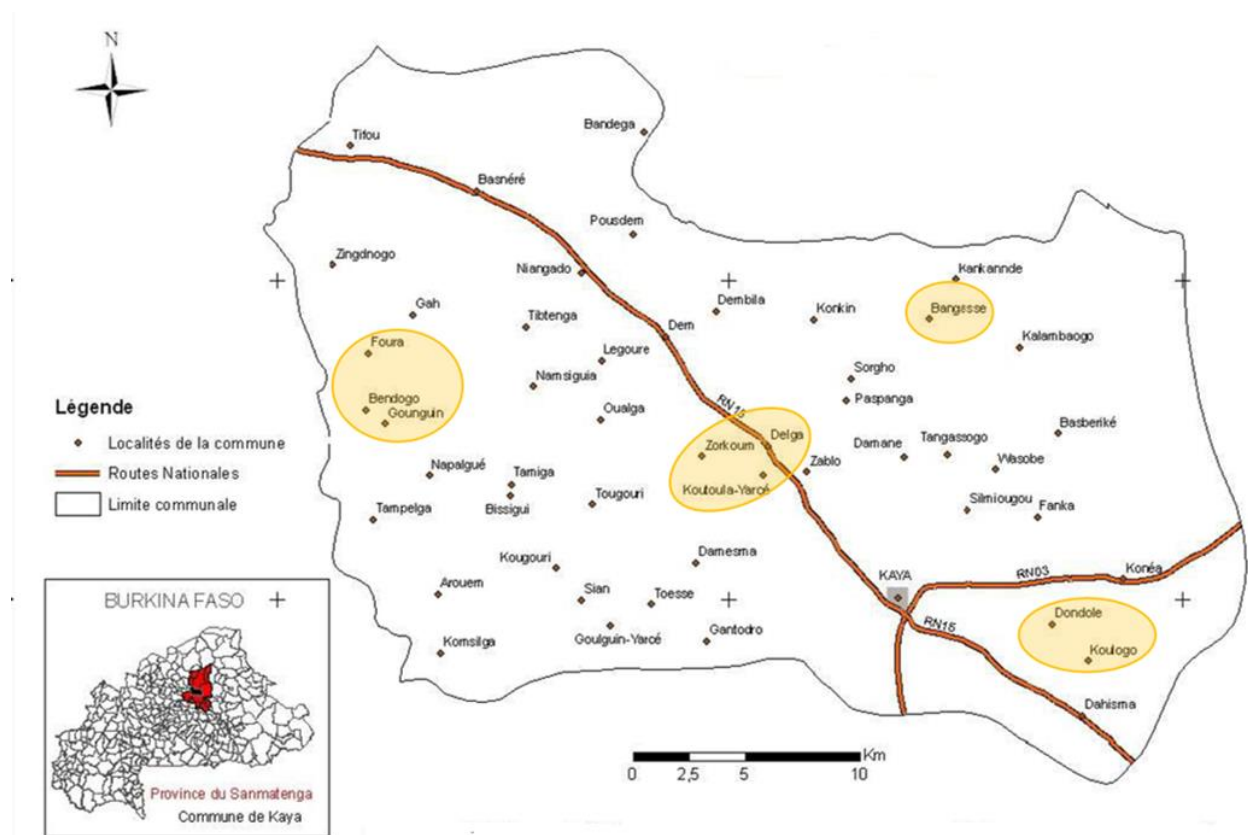 N
Bandega
Titou
Basnéré
Pousdem
Zingdnogo
Niangado
Kankannde
Gah
Tibtenga
Dembila
Konkin
Bangasse
Foura
Legoure
Dem
Kalambaogo
Namsiguia
Sorgho
Bendogo
Gounguin
Oualga
RN15
Paspanga
Légende
Localités de la commune
Routes Nationales
Limite communale
Zorkoum
Delga
Damane
Tangassogo
Basberiké
Napalgué
Tamiga
Koutoula-Yarcé
Zablo
Wasobe
Tampelga
Bissigui
Tougouri
Silmiougou
Fanka
Kougouri
Damesma
Arouem
Sian
Toesse
KAYA
RN03
Konéa
Komsilga
Goulguin-Yarcé
Gantodro
RN15
Dondole
Koulogo
Dahisma
BURKINA FASO
Province du Sanmatenga
Commune de Kaya
Km
0 2,5 5 10